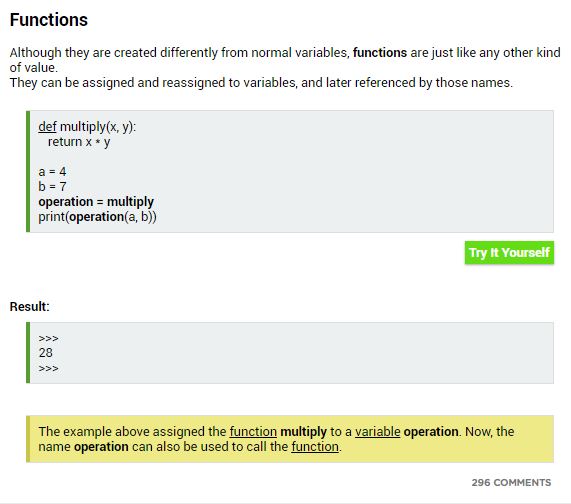 Functions
Although they are created differently from normal variables, functions are just like any other kind
of value.
They can be assigned and reassigned to variables, and later referenced by those names.
def multiply(x, y):
   return x * y
a = 4
b = 7
operation = multiply
print(operation(a, b))
Try It Yourself
Result:
>>>
28
>>>
The example above assigned the function multiply to a variable operation. Now, the
name operation can also be used to call the function.
296 COMMENTS